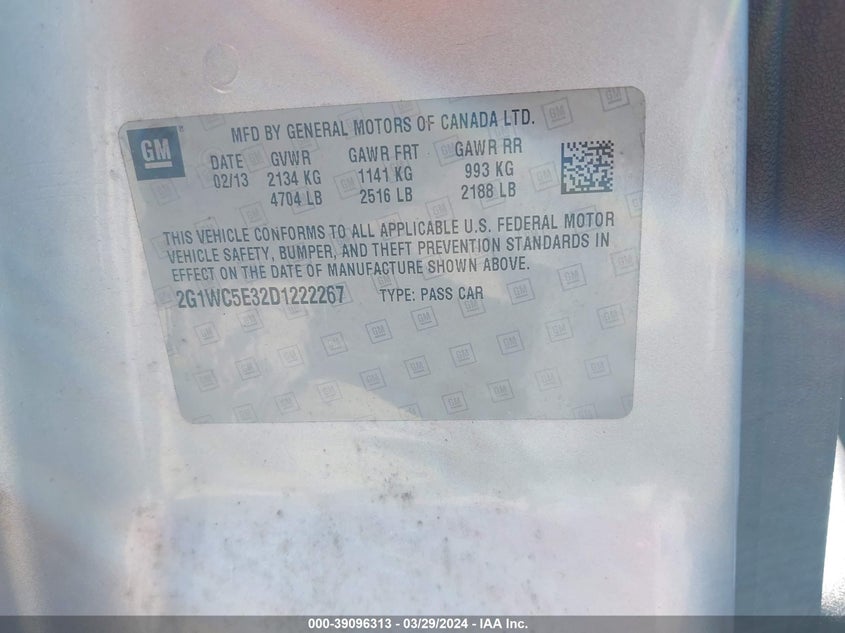 GM
MFD BY GENERAL MOTORS OF CANADA LTD.
DATE GVWR GAWR FRT GAWR RR
02/13 2134 KG 1141 KG 993 KG
4704 LB 2516 LB 2188 LB
THIS VEHICLE CONFORMS TO ALL APPLICABLE U.S. FEDERAL MOTOR
VEHICLE SAFETY, BUMPER, AND THEFT PREVENTION STANDARDS IN
EFFECT ON THE DATE OF MANUFACTURE SHOWN ABOVE.
2G1WC5E32D1222267 TYPE: PASS CAR
000-39096313 - 03/29/2024 - IAA Inc.